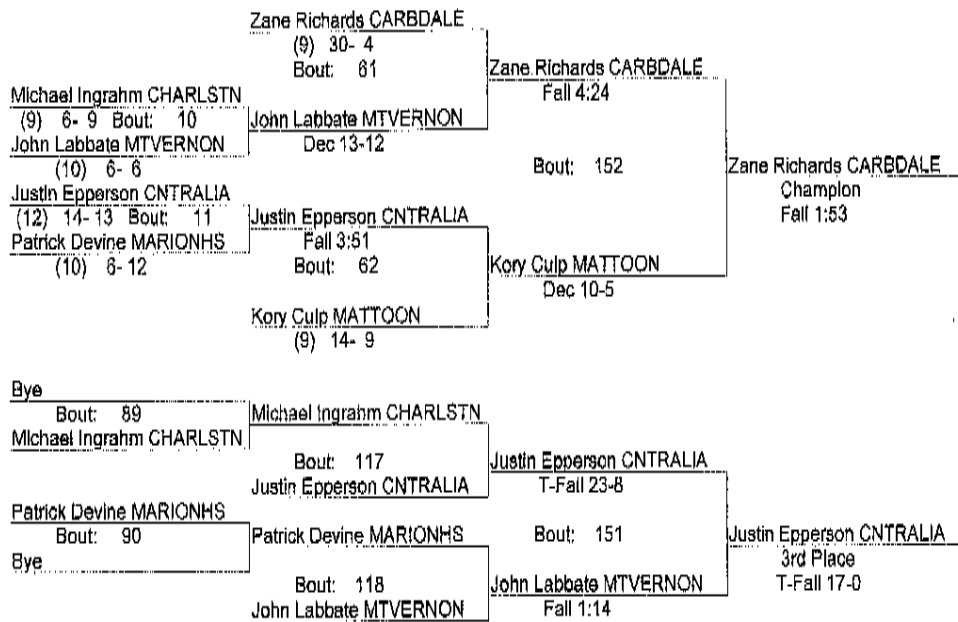 Zane Richards CARBDALE
(9) 30- 4
Bout: 61
Zane Richards CARBDALE
Fall 4:24
Michael Ingrahm CHARLSTN
(9) 6- 9 Bout: 10
John Labbate MTVERNON
Dec 13-12
John Labbate MTVERNON
(10) 6- 6
Bout: 152
Zane Richards CARBDALE
Champion
Fall 1:53
Justin Epperson CNTRALIA
(12) 14- 13 Bout: 11
Justin Epperson CNTRALIA
Fall 3:51
Patrick Devine MARIONHS
(10) 6- 12
Bout: 62
Kory Culp MATTOON
Dec 10-5
Kory Culp MATTOON
(9) 14- 9
Bye
Bout: 89
Michael Ingrahm CHARLSTN
Michael Ingrahm CHARLSTN
Bout: 117
Justin Epperson CNTRALIA
T-Fall 23-8
Justin Epperson CNTRALIA
Patrick Devine MARIONHS
Bout: 90
Patrick Devine MARIONHS
Bout: 151
Justin Epperson CNTRALIA
3rd Place
T-Fall 17-0
Bye
Bout: 118
John Labbate MTVERNON
Fall 1:14
John Labbate MTVERNON